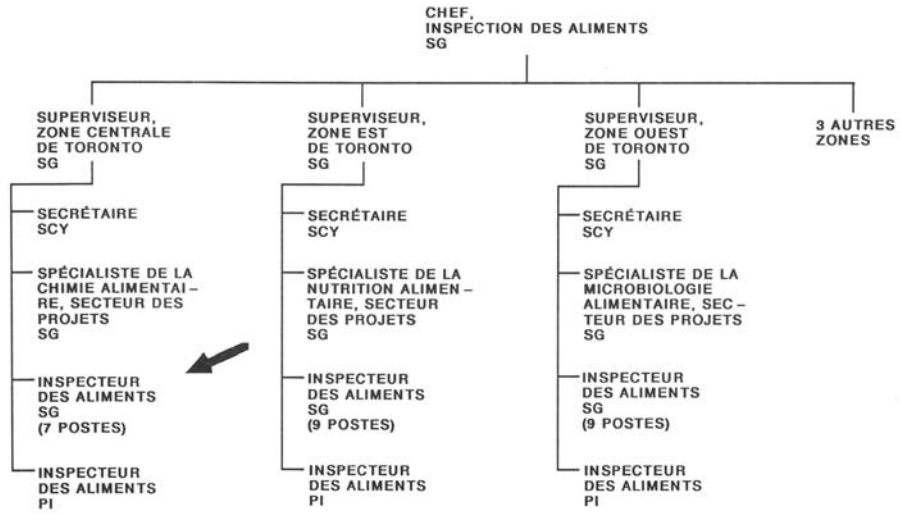 CHEF,
INSPECTION DES ALIMENTS
SG
SUPERVISEUR,
ZONE CENTRALE
DE TORONTO
SG
SECRÉTAIRE
SCY
SPÉCIALISTE DE LA
CHIMIE ALIMENTAI –
RE, SECTEUR DES
PROJETS
SG
INSPECTEUR
DES ALIMENTS
SG
(7 POSTES)
INSPECTEUR
DES ALIMENTS
PI
SUPERVISEUR,
ZONE EST
DE TORONTO
SG
SECRÉTAIRE
SCY
SPÉCIALISTE DE LA
NUTRITION ALIMEN –
TAIRE, SECTEUR
DES PROJETS
SG
INSPECTEUR
DES ALIMENTS
SG
(9 POSTES)
INSPECTEUR
DES ALIMENTS
PI
SUPERVISEUR,
ZONE OUEST
DE TORONTO
SG
SECRÉTAIRE
SCY
SPÉCIALISTE DE LA
MICROBIOLOGIE
ALIMENTAIRE, SEC –
TEUR DES PROJETS
SG
INSPECTEUR
DES ALIMENTS
SG
(9 POSTES)
INSPECTEUR
DES ALIMENTS
PI
3 AUTRES
ZONES